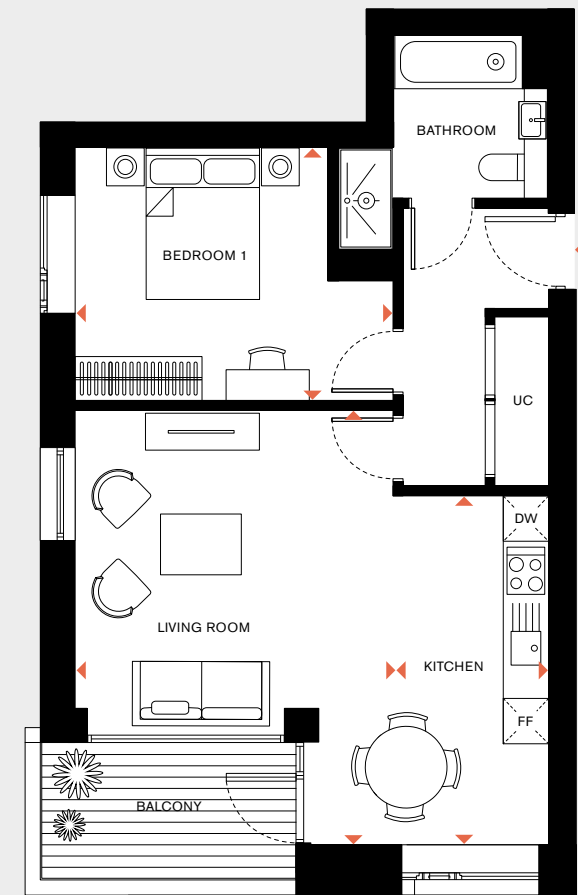 BATHROOM
BEDROOM 1
UC
DW
LIVING ROOM
KITCHEN
FF
BALCONY